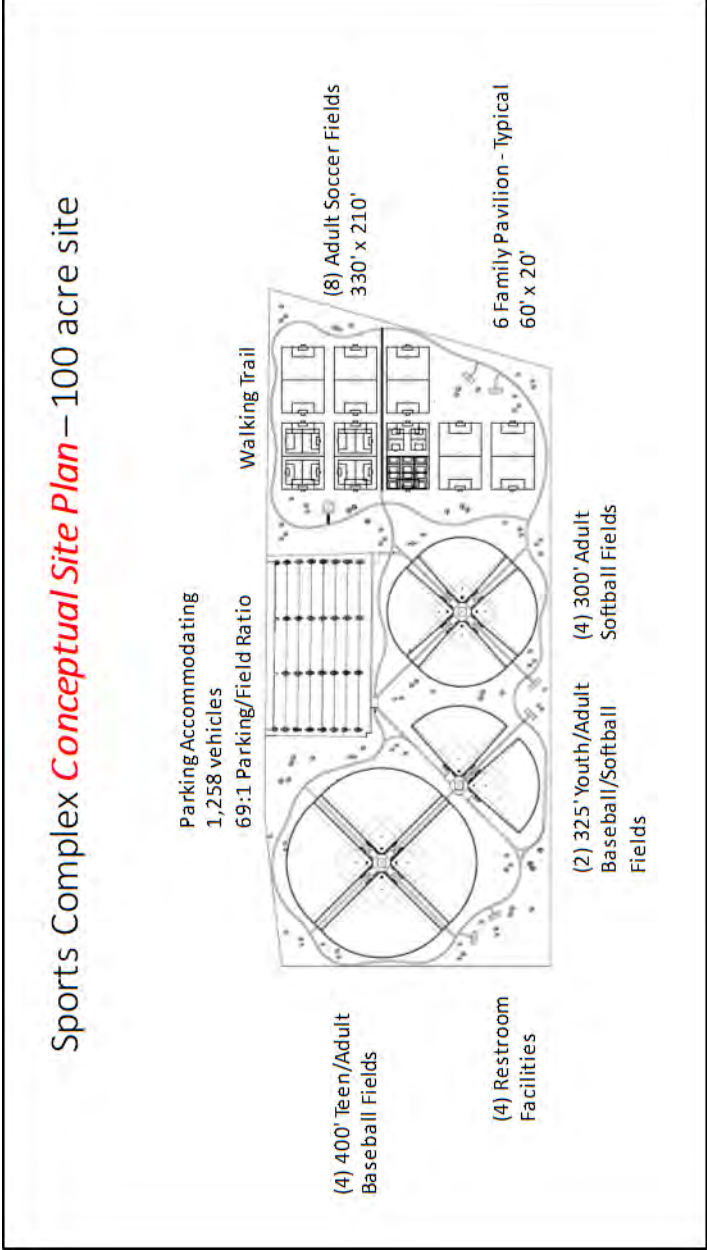 Sports Complex Conceptual Site Plan – 100 acre site
Parking Accommodating
1,258 vehicles
69:1 Parking/Field Ratio
Walking Trail
(8) Adult Soccer Fields
330' x 210'
(4) 400' Teen/Adult
Baseball Fields
(4) Restroom
Facilities
(2) 325' Youth/Adult
Baseball/Softball
Fields
(4) 300' Adult
Softball Fields
6 Family Pavilion - Typical
60' x 20'